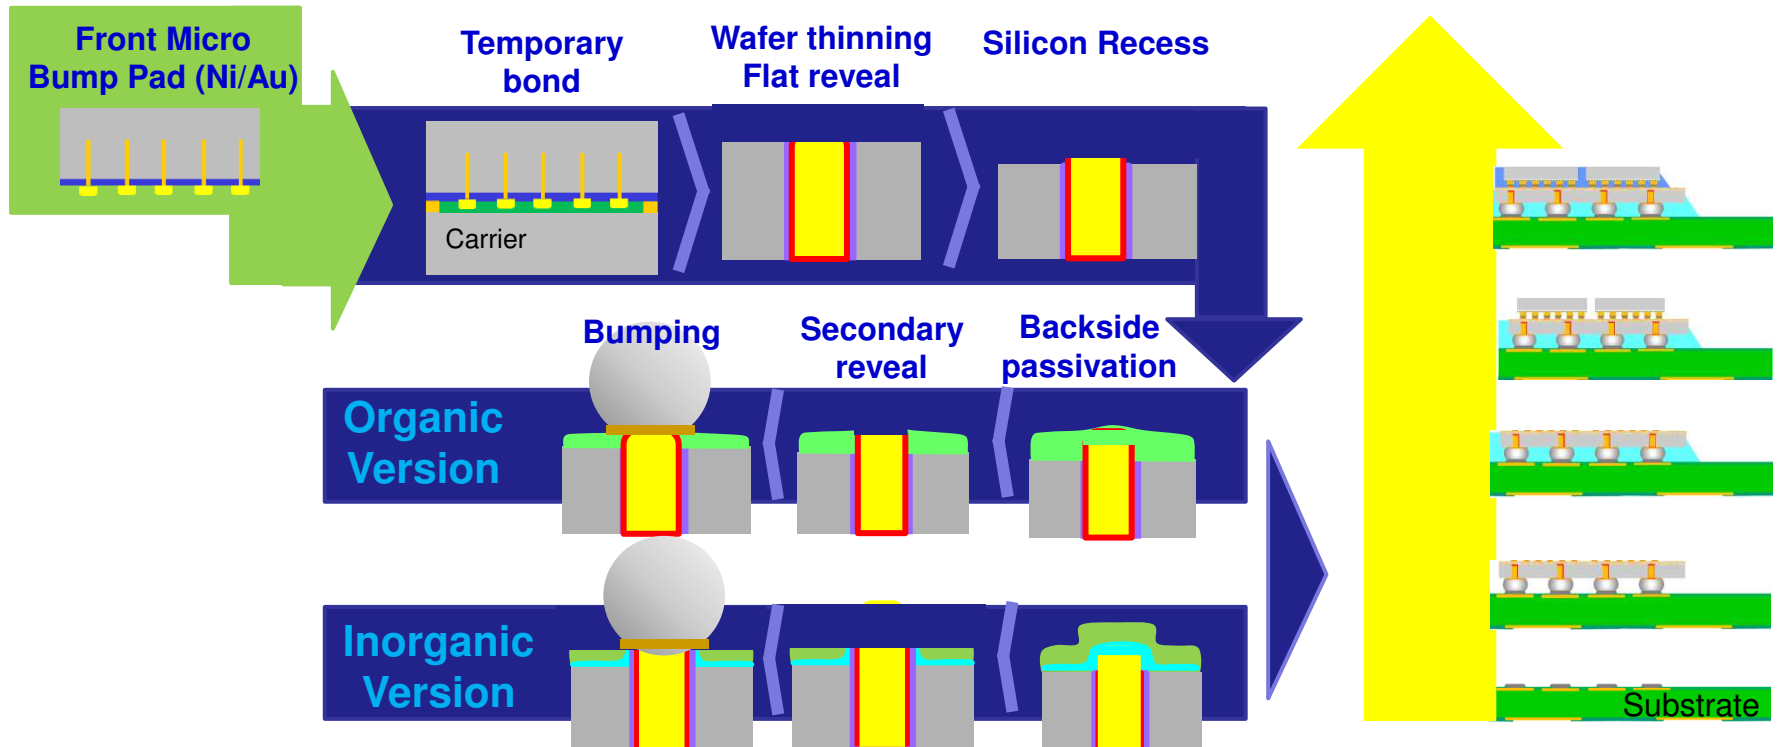 Front Micro
Bump Pad (Ni/Au)
Temporary
bond
Wafer thinning
Flat reveal
Silicon Recess
Carrier
Bumping
Secondary
reveal
Backside
passivation
Organic
Version
Inorganic
Version
Substrate